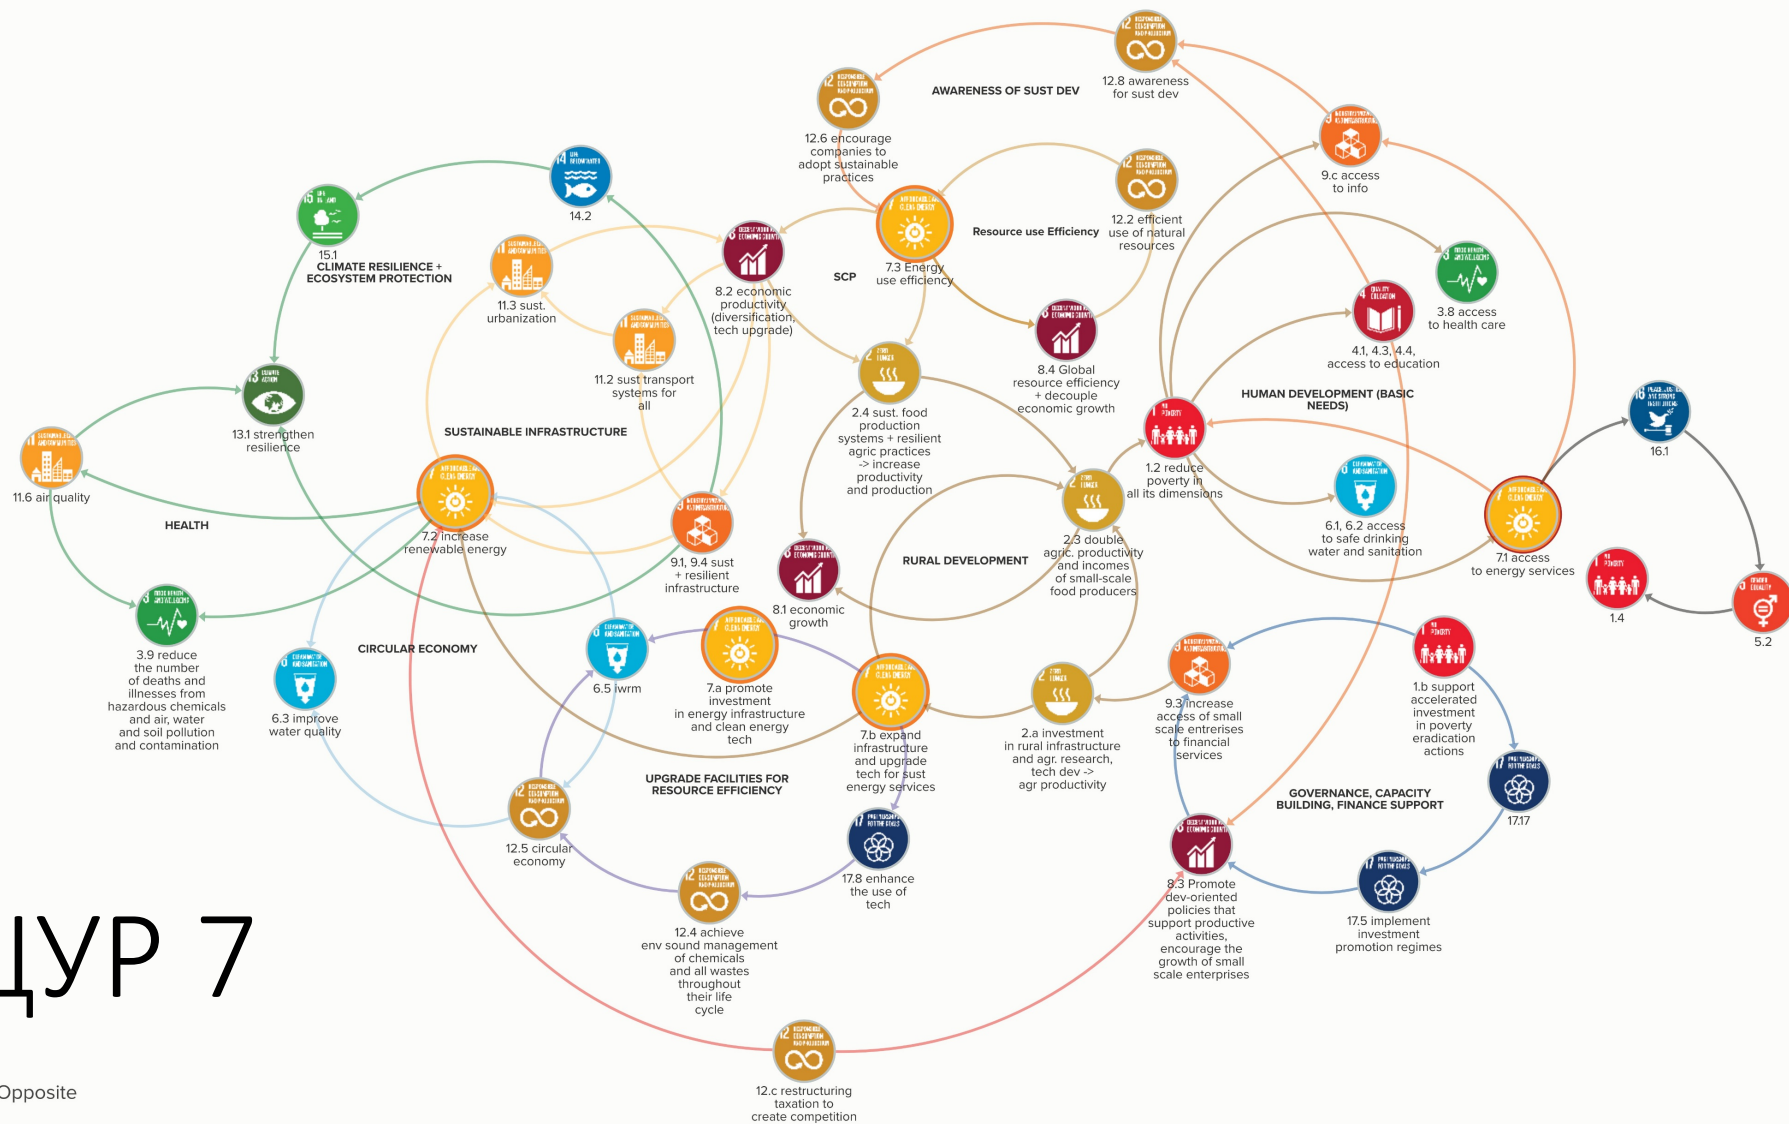 12.8 awareness
for sust dev
AWARENESS OF SUST DEV
12.6 encourage
companies to
adopt sustainable
practices
9.c access
to info
14.2
12.2 efficient
use of natural
resources
Resource use Efficiency
15.1
CLIMATE RESILIENCE +
ECOSYSTEM PROTECTION
11.3 sust.
urbanization
8.2 economic
productivity
(diversification,
tech upgrade)
SCP
7.3 Energy
use efficiency
3.8 access
to health care
11.2 sust transport
systems for
all
8.4 Global
resource efficiency
+ decouple
economic growth
4.1, 4.3, 4.4,
access to education
HUMAN DEVELOPMENT (BASIC
NEEDS)
13.1 strengthen
resilience
SUSTAINABLE INFRASTRUCTURE
2.4 sust. food
production
systems + resilient
agric practices
-> increase
productivity
and production
1.2 reduce
poverty in
all its dimensions
16.1
11.6 air quality
HEALTH
7.2 increase
renewable energy
9.1, 9.4 sust
+ resilient
infrastructure
RURAL DEVELOPMENT
2.3 double
agric. productivity
and incomes
of small-scale
food producers
6.1, 6.2 access
to safe drinking
water and sanitation
7.1 access
to energy services
8.1 economic
growth
1.4
5.2
3.9 reduce
the number
of deaths and
illnesses from
hazardous chemicals
and air, water
and soil pollution
and contamination
CIRCULAR ECONOMY
6.3 improve
water quality
6.5 iwrm
7.a promote
investment
in energy infrastructure
and clean energy
tech
7.b expand
infrastructure
and upgrade
tech for sust
energy services
2.a investment
in rural infrastructure
and agr. research,
tech dev ->
agr productivity
9.3 increase
access of small
scale entrerises
to financial
services
1.b support
accelerated
investment
in poverty
eradication
actions
UPGRADE FACILITIES FOR
RESOURCE EFFICIENCY
GOVERNANCE, CAPACITY
BUILDING, FINANCE SUPPORT
17.17
12.5 circular
economy
17.8 enhance
the use of
tech
12.4 achieve
env sound management
of chemicals
and all wastes
throughout
their life
cycle
8.3 Promote
dev-oriented
policies that
support productive
activities,
encourage the
growth of small
scale enterprises
17.5 implement
investment
promotion regimes
ЦУР 7
12.c restructuring
taxation to
create competition
Opposite